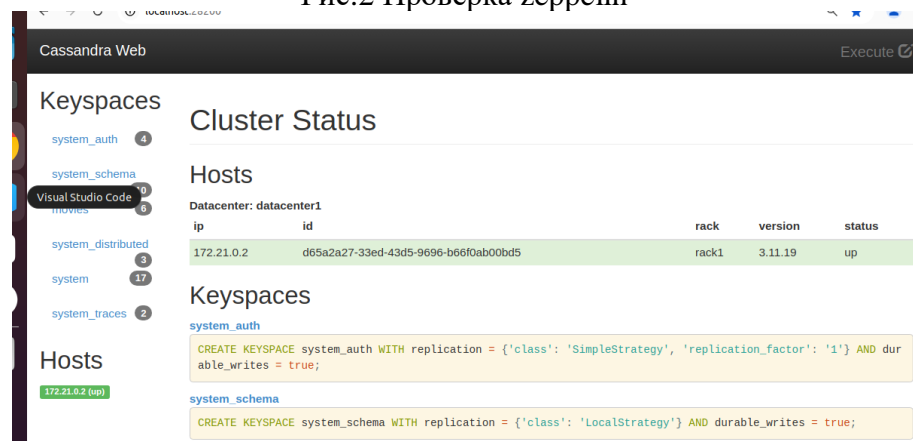 Рис.2 Проверка zeppelin
localhost:28200
Cassandra Web
Execute
Keyspaces
system_auth 4
system_schema
10
Visual Studio Code
movies 6
system_distributed
3
system 17
system_traces 2
Hosts
172.21.0.2 (up)
Cluster Status
Hosts
Datacenter: datacenter1
ip id rack version status
172.21.0.2 d65a2a27-33ed-43d5-9696-b66f0ab00bd5 rack1 3.11.19 up
Keyspaces
system_auth
CREATE KEYSPACE system_auth WITH replication = {'class': 'SimpleStrategy', 'replication_factor': '1'} AND dur
able_writes = true;
system_schema
CREATE KEYSPACE system_schema WITH replication = {'class': 'LocalStrategy'} AND durable_writes = true;